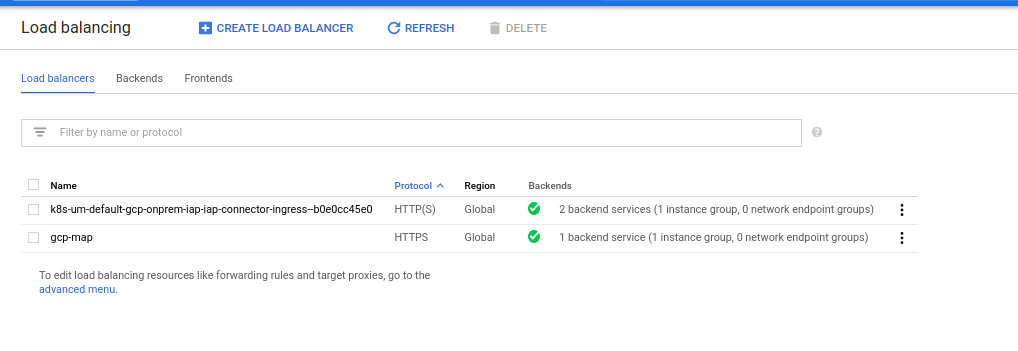 Load balancing CREATE LOAD BALANCER REFRESH DELETE
Load balancers Backends Frontends
Filter by name or protocol ?
Name Protocol Region Backends
k8s-um-default-gcp-onprem-iap-iap-connector-ingress--b0e0cc45e0 HTTP(S) Global 2 backend services (1 instance group, 0 network endpoint groups)
gcp-map HTTPS Global 1 backend service (1 instance group, 0 network endpoint groups)
To edit load balancing resources like forwarding rules and target proxies, go to the
advanced menu.